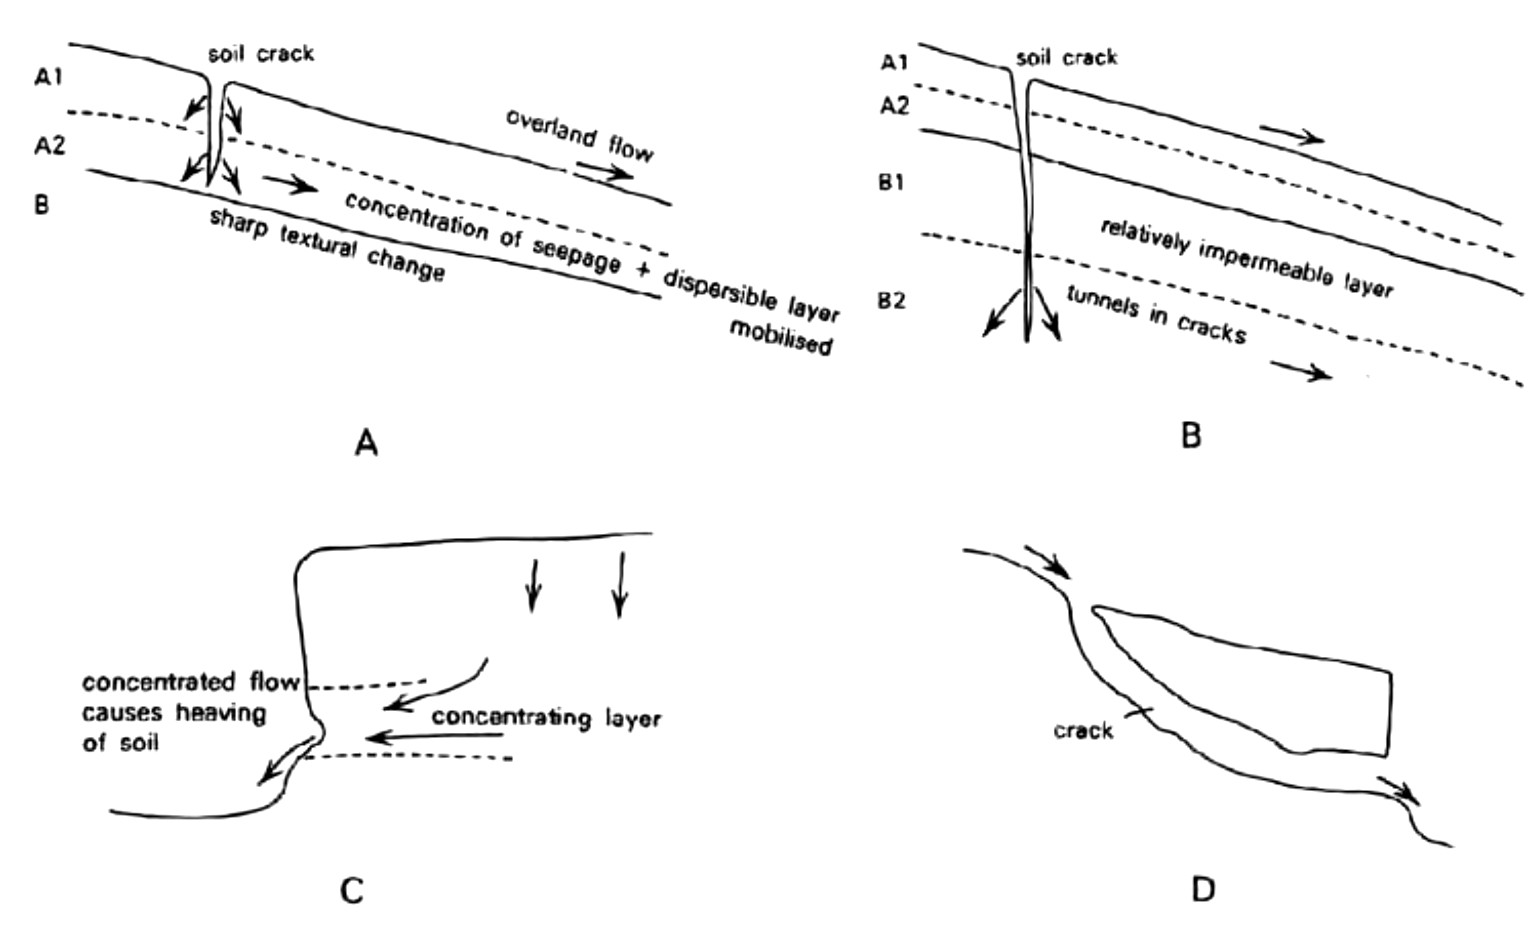 soil crack
A1
A2
B
overland flow
concentration of seepage + dispersible layer
mobilised
sharp textural change
A
soil crack
A1
A2
B1
B2
relatively impermeable layer
tunnels in cracks
B
concentrated flow
causes heaving
of soil
concentrating layer
C
crack
D